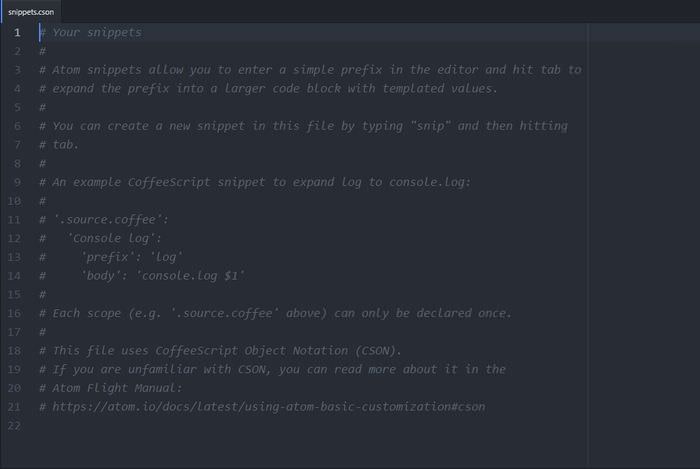 snippets.cson
1 # Your snippets
2 #
3 # Atom snippets allow you to enter a simple prefix in the editor and hit tab to
4 # expand the prefix into a larger code block with templated values.
5 #
6 # You can create a new snippet in this file by typing "snip" and then hitting
7 # tab.
8 #
9 # An example CoffeeScript snippet to expand log to console.log:
10 #
11 # '.source.coffee':
12 #   'Console log':
13 #     'prefix': 'log'
14 #     'body': 'console.log $1'
15 #
16 # Each scope (e.g. '.source.coffee' above) can only be declared once.
17 #
18 # This file uses CoffeeScript Object Notation (CSON).
19 # If you are unfamiliar with CSON, you can read more about it in the
20 # Atom Flight Manual:
21 # https://atom.io/docs/latest/using-atom-basic-customization#cson
22